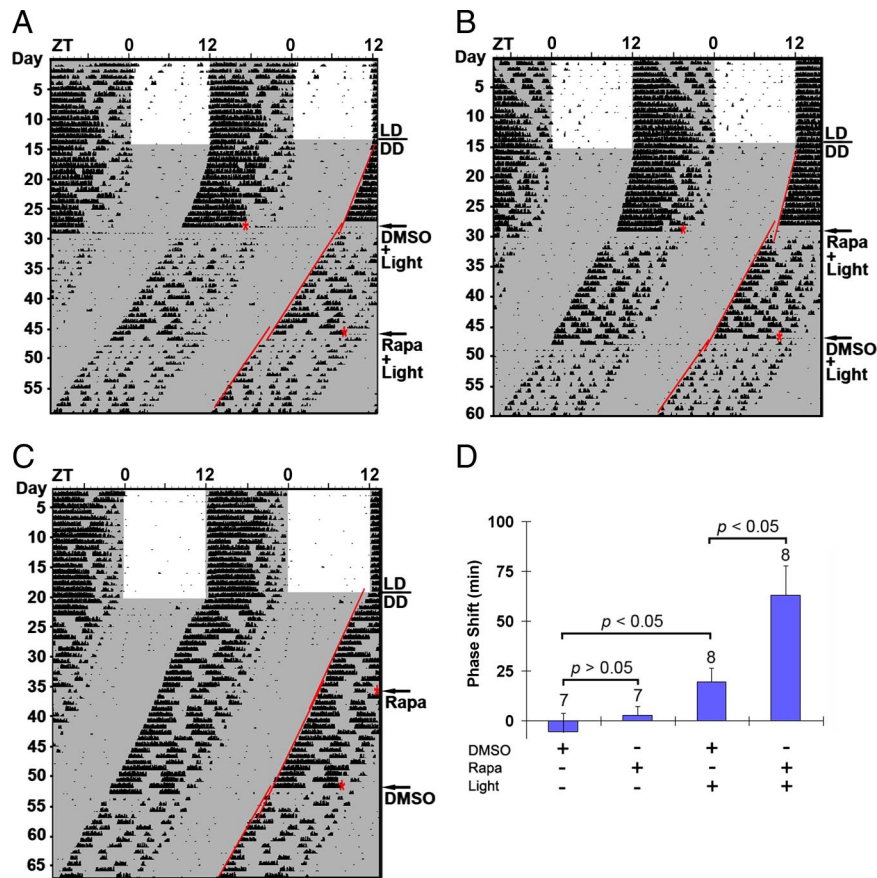 A
ZT 0 12 0 12
Day
5
10
15
20
25
30
35
40
45
50
55
LD
DD
DMSO
+
Light
Rapa
+
Light
B
ZT 0 12 0 12
Day
5
10
15
20
25
30
35
40
45
50
55
60
LD
DD
Rapa
+
Light
DMSO
+
Light
C
ZT 0 12 0 12
Day
5
10
15
20
25
30
35
40
45
50
55
60
65
LD
DD
Rapa
DMSO
D
Phase Shift (min)
100
75
50
25
0
p < 0.05
p < 0.05
p > 0.05
7 7 8 8
DMSO + - + -
Rapa - + - +
Light - - + +